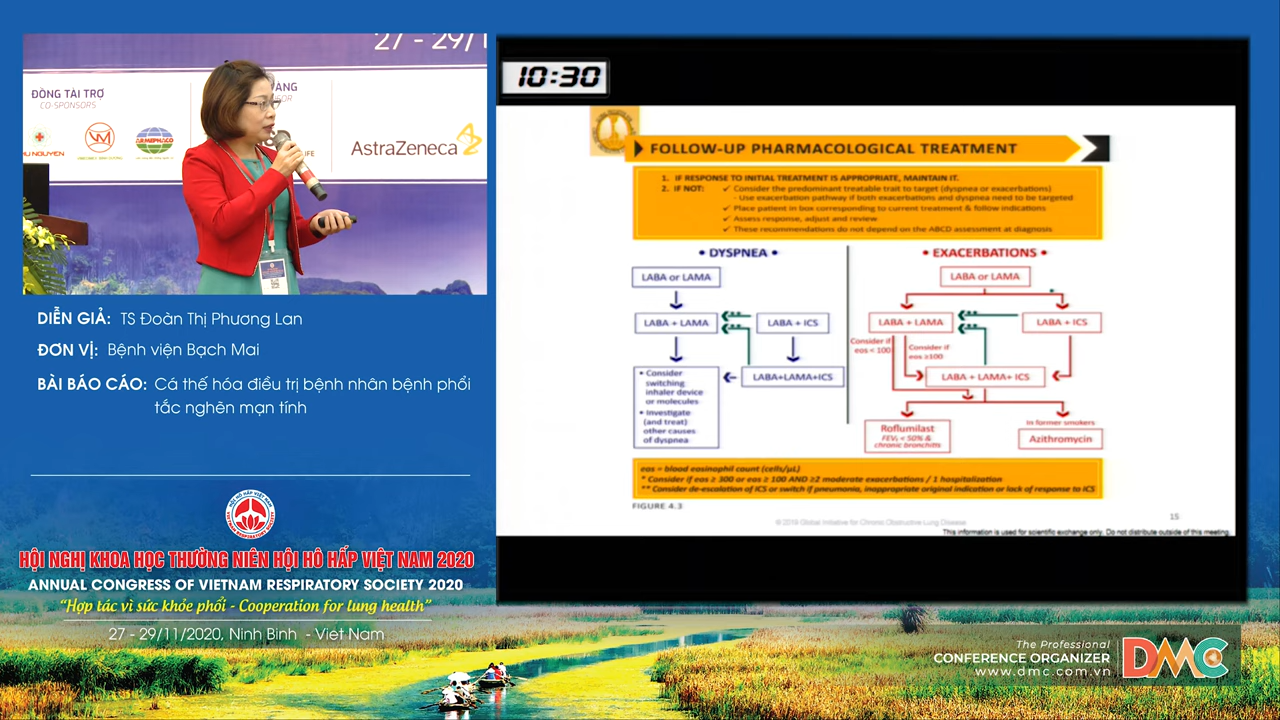 27 - 29/1
ĐỒNG TÀI TRỢ
CO-SPONSORS
ARMEPHACO
AstraZeneca
DIỄN GIẢ: TS Đoàn Thị Phương Lan
ĐƠN VỊ: Bệnh viện Bạch Mai
BÀI BÁO CÁO: Cá thế hóa điều trị bệnh nhân bệnh phổi
tắc nghẽn mạn tính
HỘI NGHỊ KHOA HỌC THƯỜNG NIÊN HỘI HÔ HẤP VIỆT NAM 2020
ANNUAL CONGRESS OF VIETNAM RESPIRATORY SOCIETY 2020
“Hợp tác vì sức khỏe phổi - Cooperation for lung health”
27 - 29/11/2020, Ninh Bình - Viet Nam
10:30
FOLLOW-UP PHARMACOLOGICAL TREATMENT
1. IF RESPONSE TO INITIAL TREATMENT IS APPROPRIATE, MAINTAIN IT.
2. IF NOT: ✓ Consider the predominant treatable trait to target (dyspnea or exacerbations)
- Use exacerbation pathway if both exacerbations and dyspnea need to be targeted
✓ Place patient in box corresponding to current treatment & follow indications
✓ Assess response, adjust and review
✓ These recommendations do not depend on the ABCD assessment at diagnosis
• DYSPNEA •
LABA or LAMA
LABA + LAMA
LABA + ICS
LABA+LAMA+ICS
• Consider
switching
inhaler device
or molecules
• Investigate
(and treat)
other causes
of dyspnea
• EXACERBATIONS •
LABA or LAMA
LABA + LAMA
LABA + ICS
Consider if
eos < 100
Consider if
eos ≥100
LABA + LAMA+ ICS
Roflumilast
FEV₁ < 50% &
chronic bronchitis
In former smokers
Azithromycin
eos = blood eosinophil count (cells/µL)
* Consider if eos ≥ 300 or eos ≥ 100 AND ≥2 moderate exacerbations / 1 hospitalization
** Consider de-escalation of ICS or switch if pneumonia, inappropriate original indication or lack of response to ICS
FIGURE 4.3
15
© 2019 Global Initiative for Chronic Obstructive Lung Disease
This information is used for scientific exchange only. Do not distribute outside of this meeting.
The Professional
CONFERENCE ORGANIZER
www.dmc.com.vn
DMC